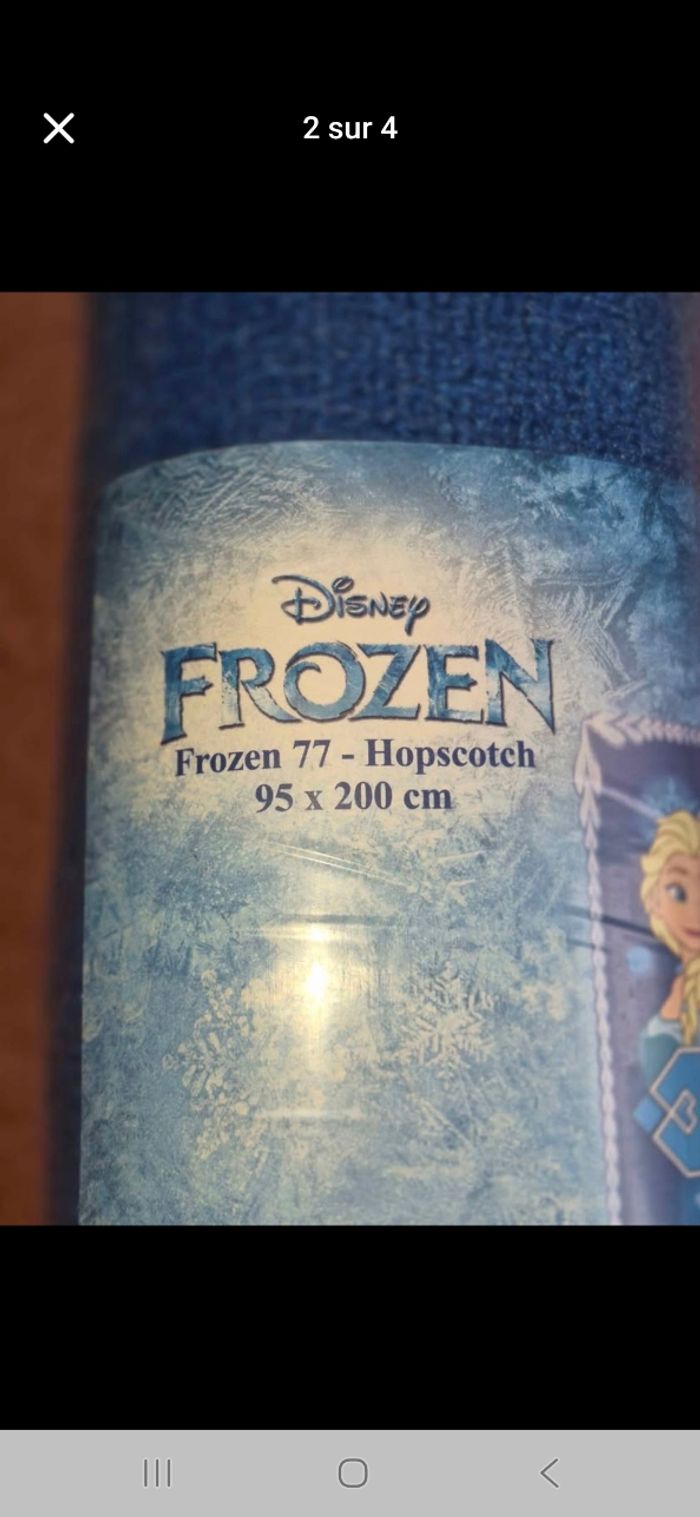 2 sur 4
Disney
FROZEN
Frozen 77 - Hopscotch
95 x 200 cm